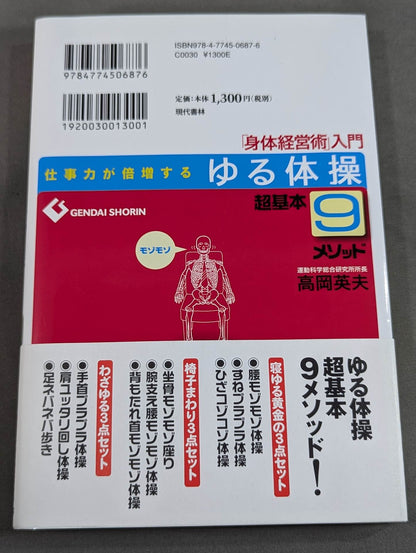 ISBN978-4-7745-0687-6
C0030 ¥1300E
9784774506876
定価:本体1,300円(税別)
1920030013001
現代書林
「身体経営術」入門
仕事力が倍増する ゆる体操
超基本
9
メソッド
GENDAI SHORIN
運動科学総合研究所所長
高岡英夫
モゾモゾ
ゆる体操
超基本
9メソッド!
寝ゆる黄金の3点セット
●腰モゾモゾ体操
●すねプラプラ体操
●ひざコゾコゾ体操
椅子まわり3点セット
●坐骨モゾモゾ座り
●腕支え腰モゾモゾ体操
●背もたれ首モゾモゾ体操
わざゆる3点セット
●手首プラプラ体操
●肩ユッタリ回し体操
●足ネバネバ歩き